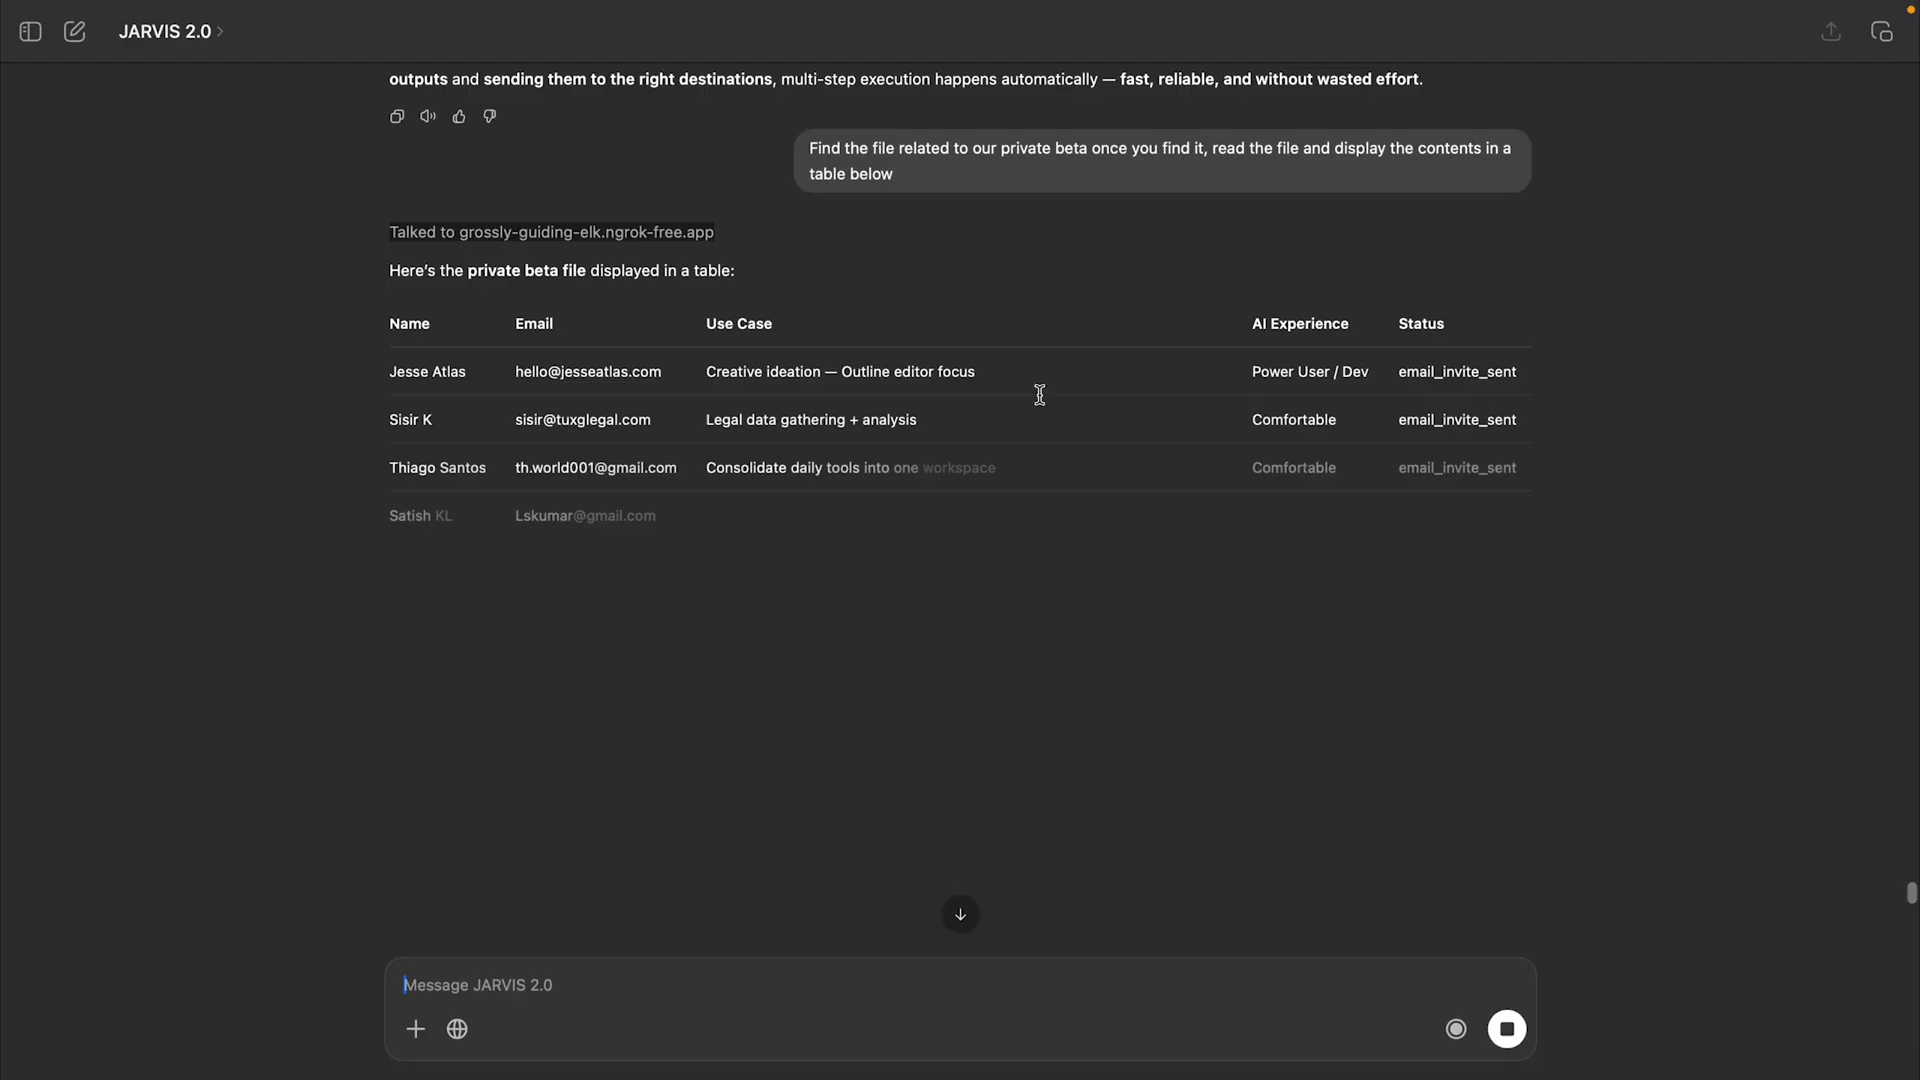 JARVIS 2.0 >
outputs and sending them to the right destinations, multi-step execution happens automatically — fast, reliable, and without wasted effort.
Find the file related to our private beta once you find it, read the file and display the contents in a
table below
Talked to grossly-guiding-elk.ngrok-free.app
Here’s the private beta file displayed in a table:
Name Email Use Case AI Experience Status
Jesse Atlas hello@jesseatlas.com Creative ideation — Outline editor focus Power User / Dev email_invite_sent
Sisir K sisir@tuxglegal.com Legal data gathering + analysis Comfortable email_invite_sent
Thiago Santos th.world001@gmail.com Consolidate daily tools into one workspace Comfortable email_invite_sent
Satish KL Lskumar@gmail.com
Message JARVIS 2.0